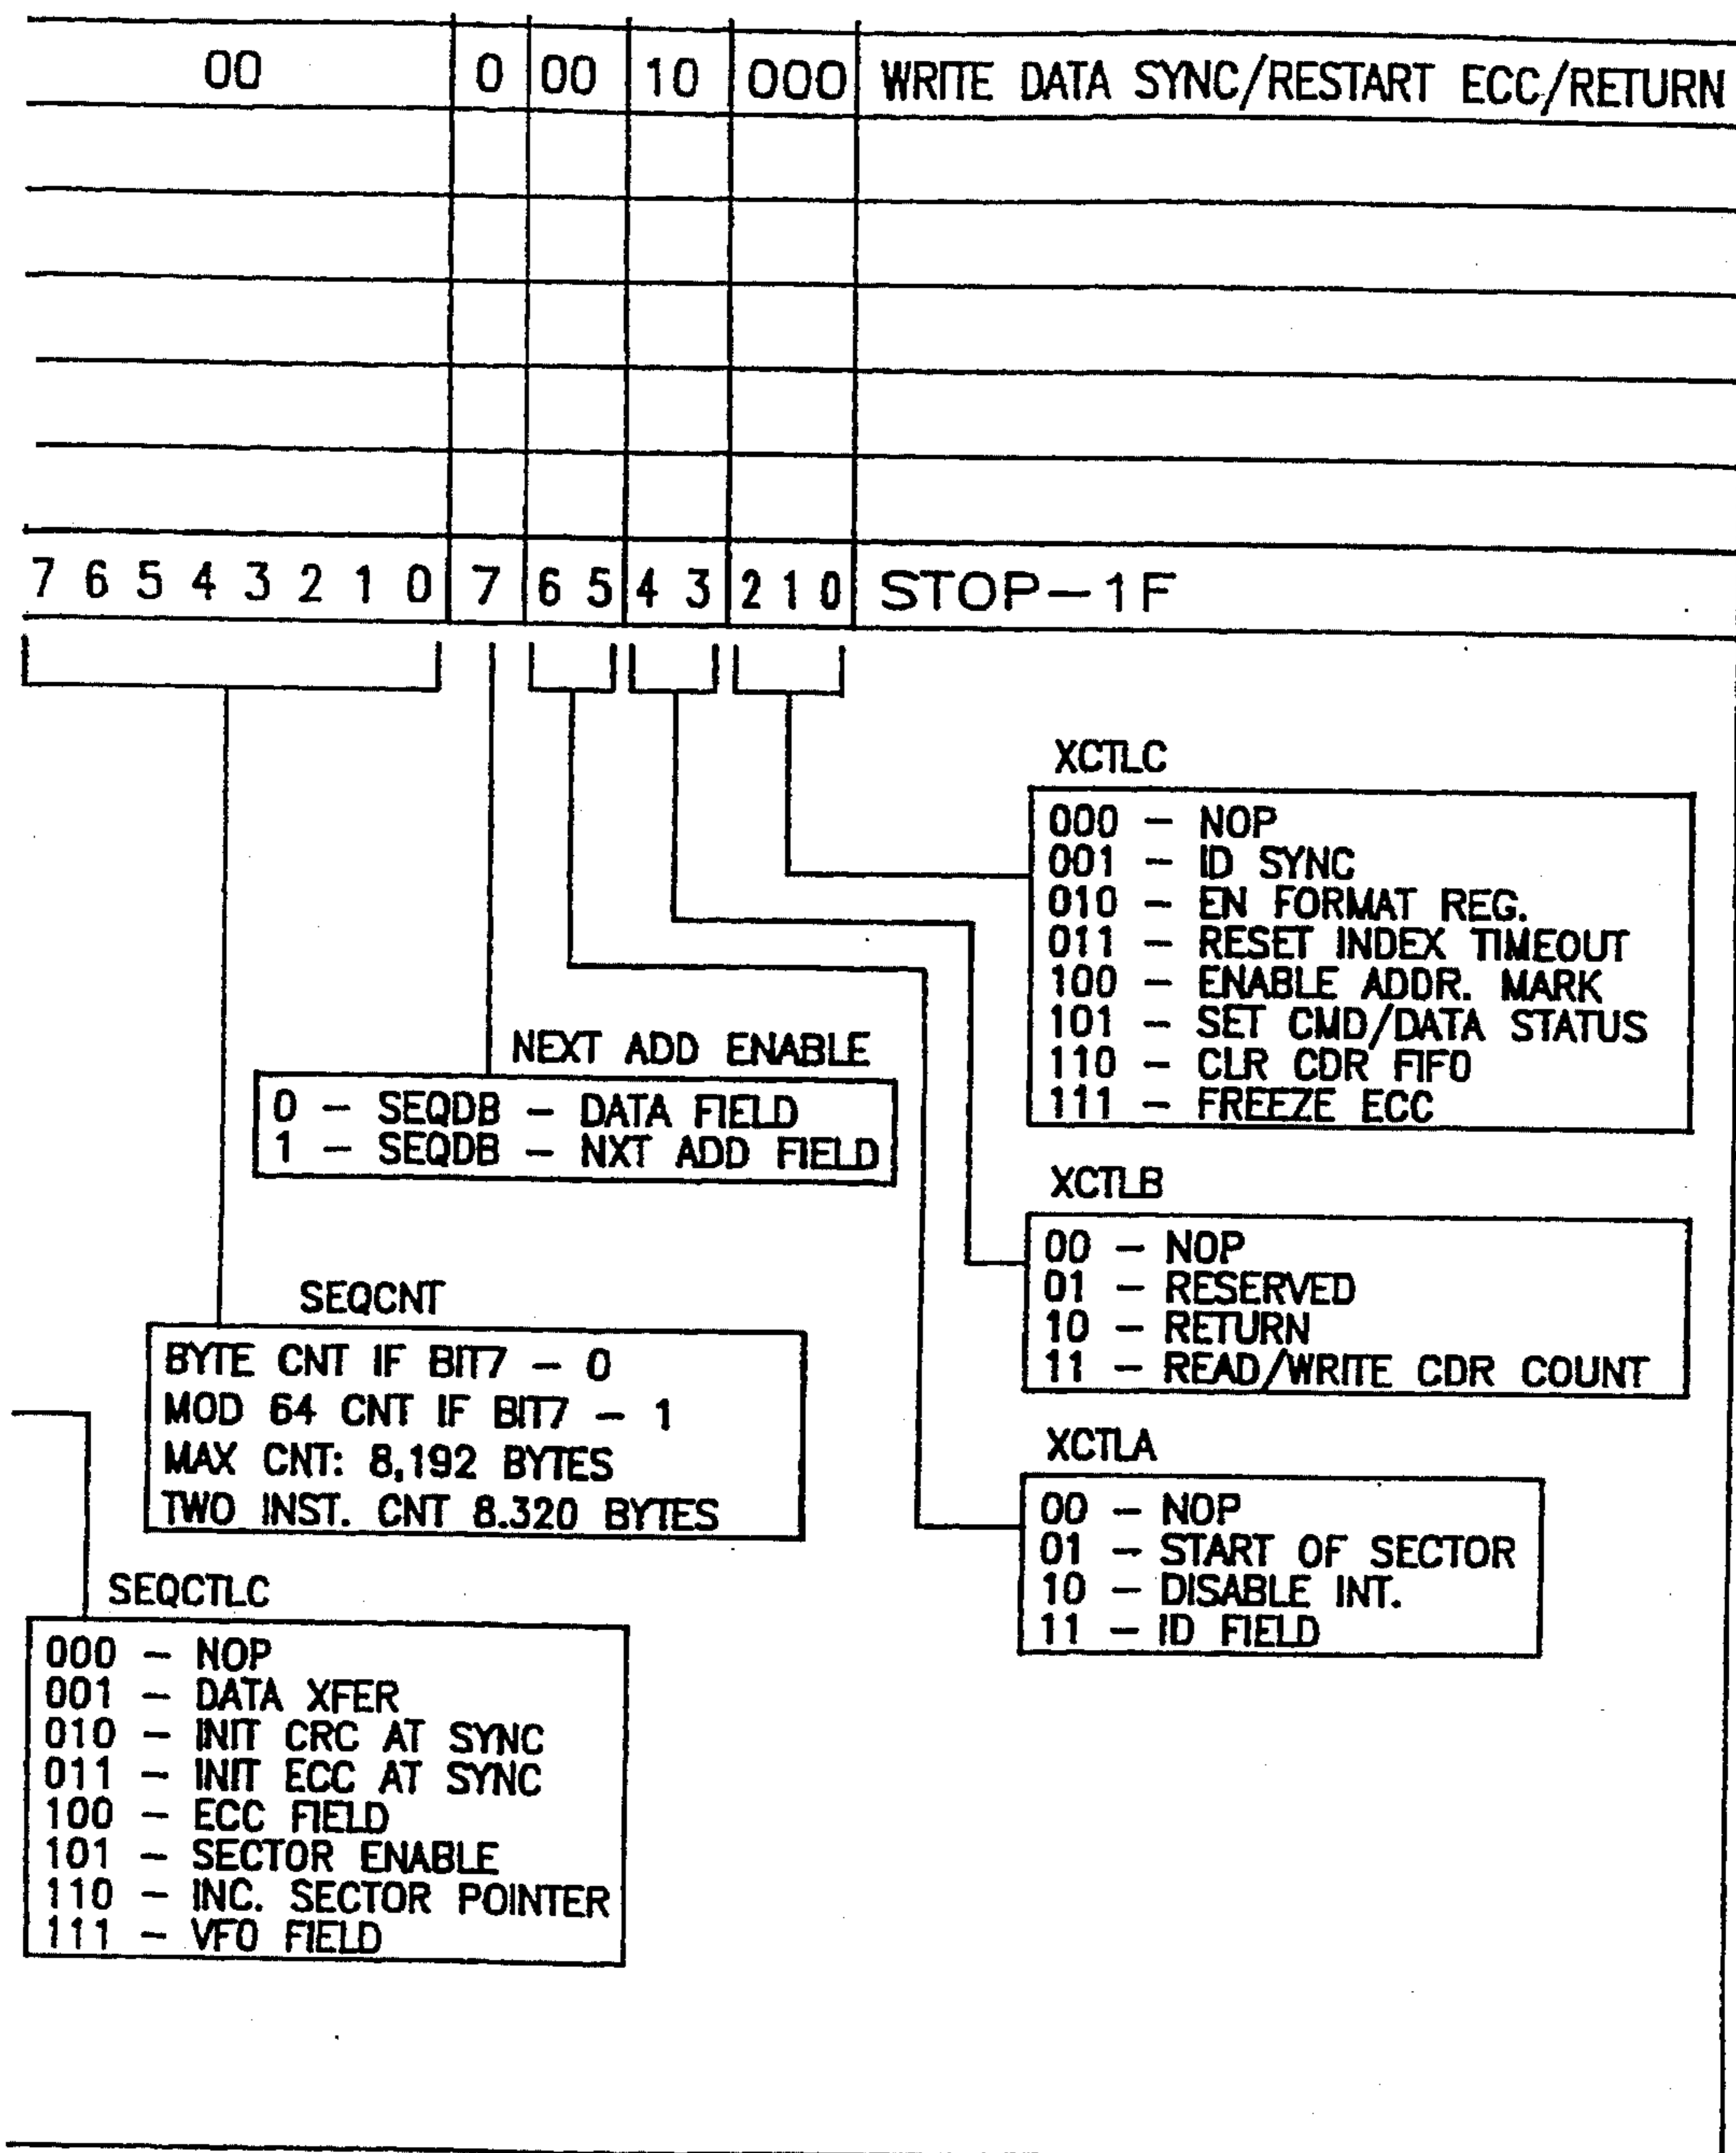 00 0 00 10 000 WRITE DATA SYNC/RESTART ECC/RETURN
7 6 5 4 3 2 1 0 7 6 5 4 3 2 1 0 STOP-1F
XCTLC
000 - NOP
001 - ID SYNC
010 - EN FORMAT REG.
011 - RESET INDEX TIMEOUT
100 - ENABLE ADDR. MARK
101 - SET CMD/DATA STATUS
110 - CLR CDR FIFO
111 - FREEZE ECC
NEXT ADD ENABLE
0 - SEQDB - DATA FIELD
1 - SEQDB - NXT ADD FIELD
XCTLB
00 - NOP
01 - RESERVED
10 - RETURN
11 - READ/WRITE CDR COUNT
SEQCNT
BYTE CNT IF BIT7 - 0
MOD 64 CNT IF BIT7 - 1
MAX CNT: 8,192 BYTES
TWO INST. CNT 8.320 BYTES
XCTLA
00 - NOP
01 - START OF SECTOR
10 - DISABLE INT.
11 - ID FIELD
SEQCTLC
000 - NOP
001 - DATA XFER
010 - INIT CRC AT SYNC
011 - INIT ECC AT SYNC
100 - ECC FIELD
101 - SECTOR ENABLE
110 - INC. SECTOR POINTER
111 - VFO FIELD